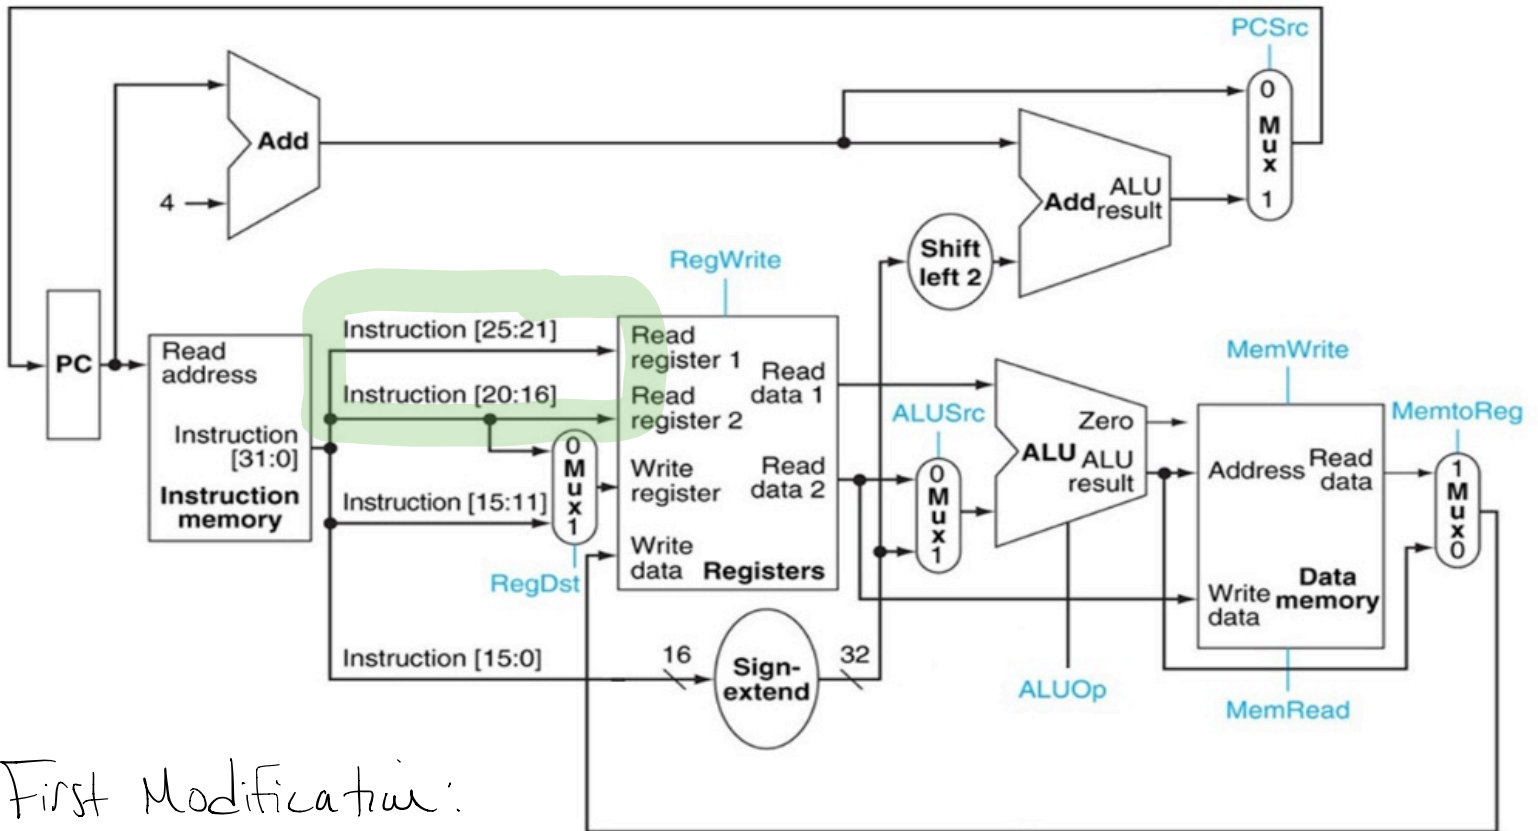 PCSrc
0
Mux
1
Add
4
Add
ALU
result
Shift
left 2
RegWrite
PC
Read
address
Instruction
[31:0]
Instruction
memory
Instruction [25:21]
Instruction [20:16]
Instruction [15:11]
Instruction [15:0]
0
Mux
1
RegDst
Read
register 1
Read
register 2
Write
register
Write
data
Read
data 1
Read
data 2
Registers
16
Sign-
extend
32
ALUSrc
0
Mux
1
Zero
ALU
ALU
result
ALUOp
MemWrite
Address
Read
data
Write
data
Data
memory
MemRead
MemtoReg
1
Mux
0
First Modification: